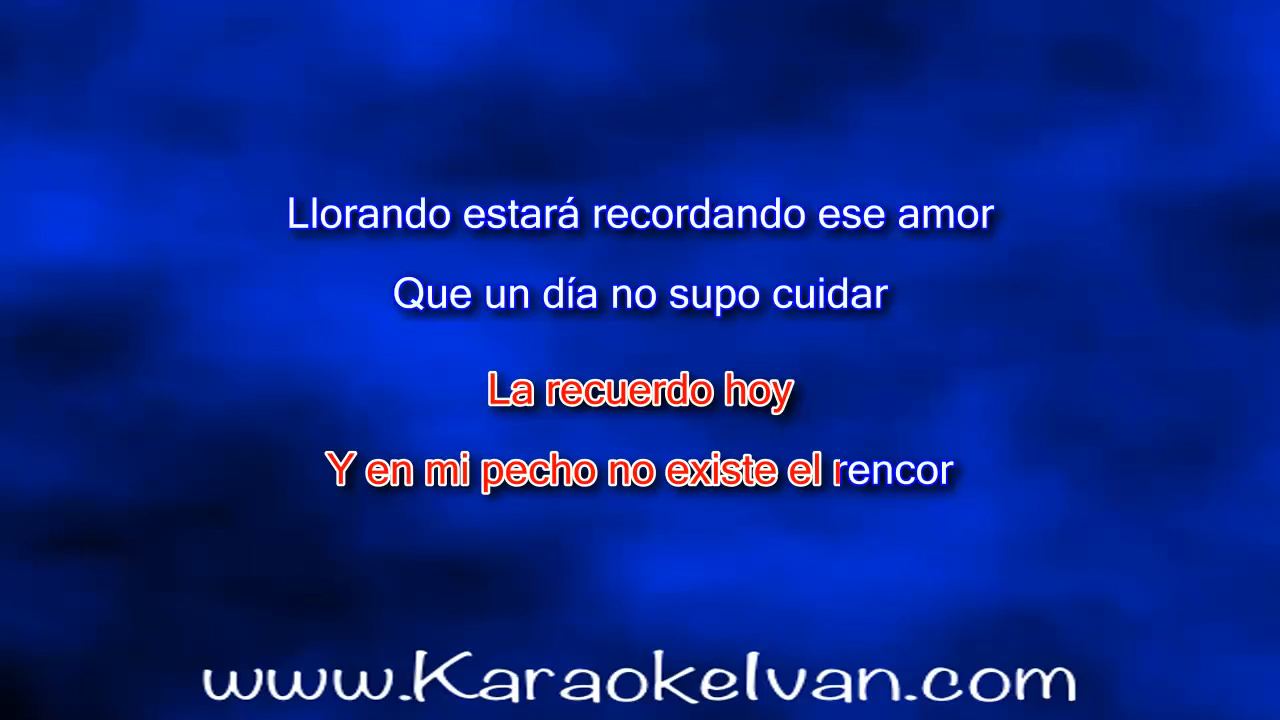 Llorando estará recordando ese amor
Que un día no supo cuidar
La recuerdo hoy
Y en mi pecho no existe el rencor
www.KaraokeIvan.com